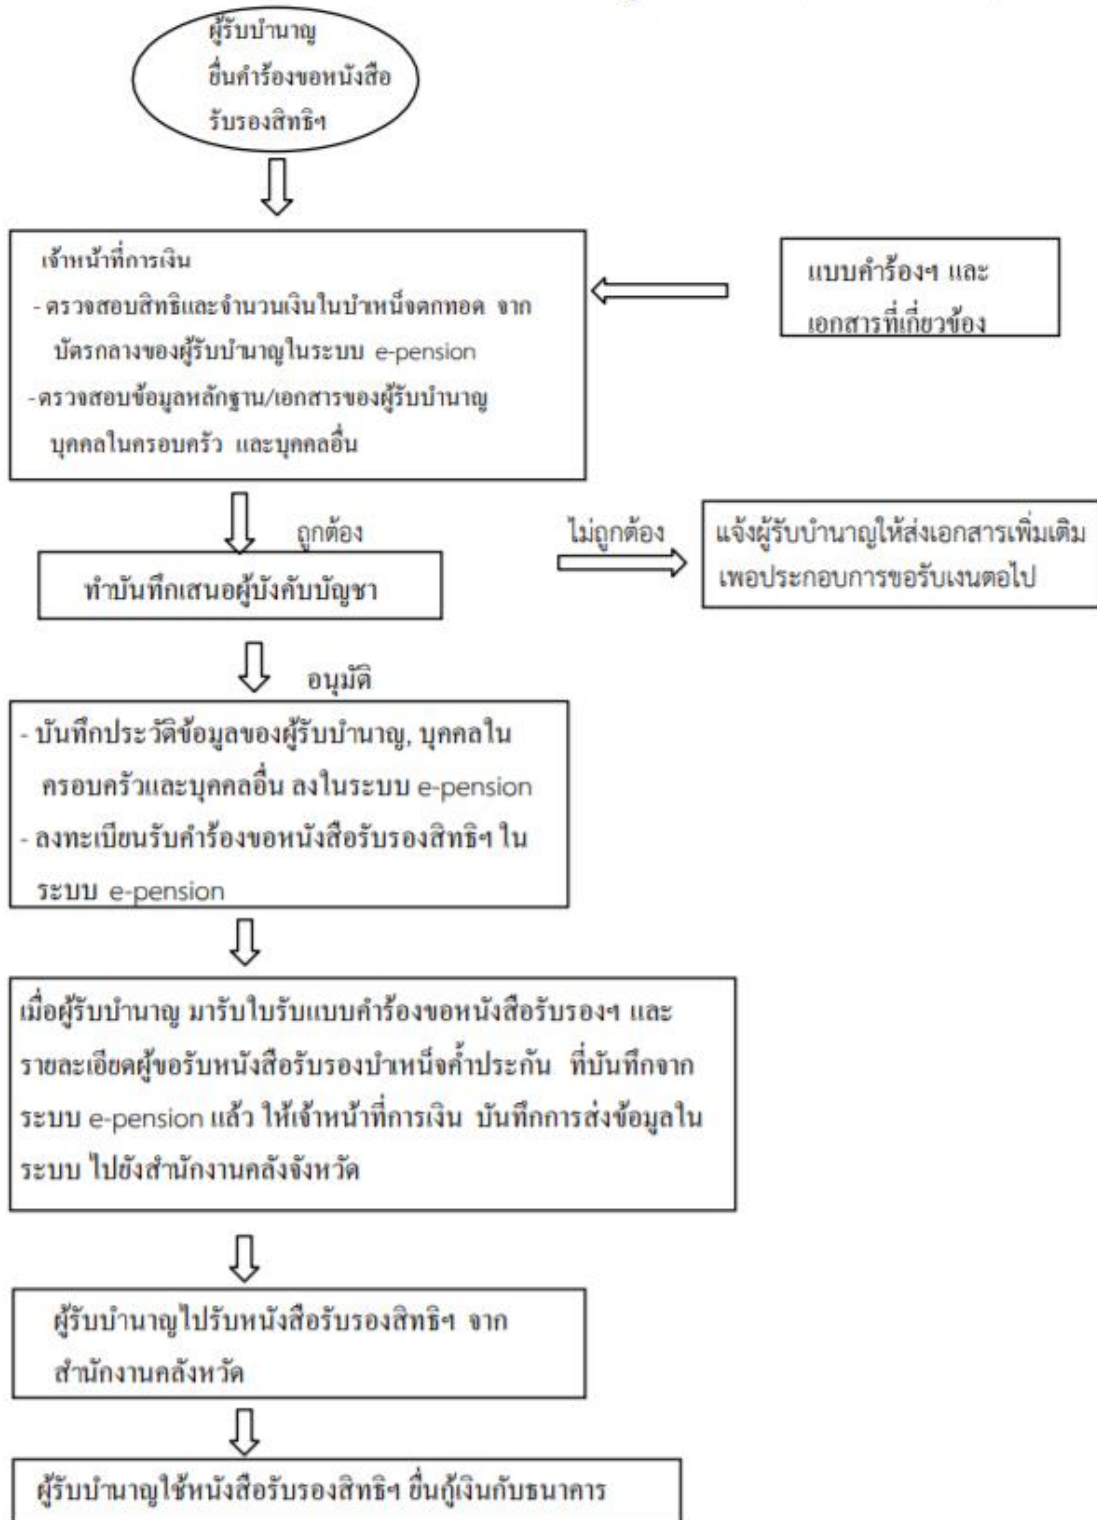 ผู้รับบำนาญ
ยื่นคำร้องขอหนังสือ
รับรองสิทธิฯ
เจ้าหน้าที่การเงิน
- ตรวจสอบสิทธิและจำนวนเงินในบำเหน็จตกทอด จาก
บัตรกลางของผู้รับบำนาญในระบบ e-pension
- ตรวจสอบข้อมูลหลักฐาน/เอกสารของผู้รับบำนาญ
บุคคลในครอบครัว และบุคคลอื่น
แบบคำร้องฯ และ
เอกสารที่เกี่ยวข้อง
ถูกต้อง
ไม่ถูกต้อง
แจ้งผู้รับบำนาญให้ส่งเอกสารเพิ่มเติม
เพอประกอบการขอรับเงนตอไป
ทำบันทึกเสนอผู้บังคับบัญชา
อนุมัติ
- บันทึกประวัติข้อมูลของผู้รับบำนาญ, บุคคลใน
ครอบครัวและบุคคลอื่น ลงในระบบ e-pension
- ลงทะเบียนรับคำร้องขอหนังสือรับรองสิทธิฯ ใน
ระบบ e-pension
เมื่อผู้รับบำนาญ มารับใบรับแบบคำร้องขอหนังสือรับรองฯ และ
รายละเอียดผู้ขอรับหนังสือรับรองบำเหน็จค้ำประกัน ที่บันทึกจาก
ระบบ e-pension แล้ว ให้เจ้าหน้าที่การเงิน บันทึกการส่งข้อมูลใน
ระบบ ไปยังสำนักงานคลังจังหวัด
ผู้รับบำนาญไปรับหนังสือรับรองสิทธิฯ จาก
สำนักงานคลังหวัด
ผู้รับบำนาญใช้หนังสือรับรองสิทธิฯ ยื่นกู้เงินกับธนาคาร